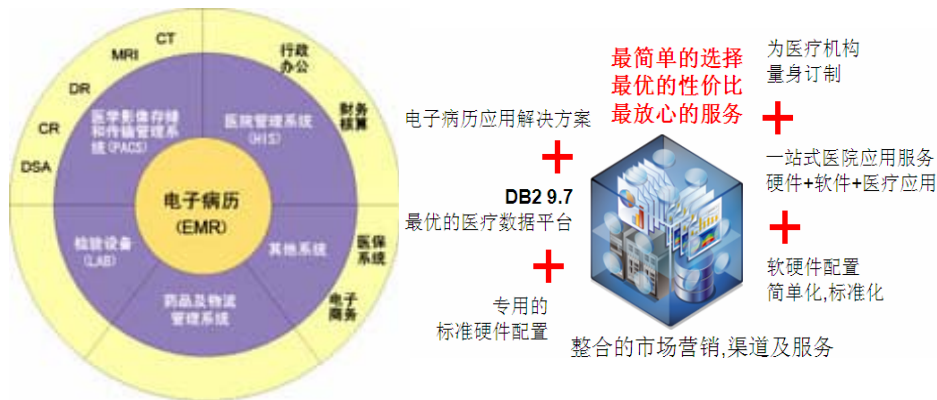 CT
MRI
DR
CR
DSA
行政
办公
财务
核算
医保
系统
电子
商务
医学影像存储
和传输管理系
统(PACS)
医院管理系统
(HIS)
电子病历
(EMR)
检验设备
(LAB)
其他系统
药品及物流
管理系统
最简单的选择
最优的性价比
最放心的服务
为医疗机构
量身订制
电子病历应用解决方案
一站式医院应用服务
硬件+软件+医疗应用
DB2 9.7
最优的医疗数据平台
软硬件配置
简单化,标准化
专用的
标准硬件配置
整合的市场营销,渠道及服务